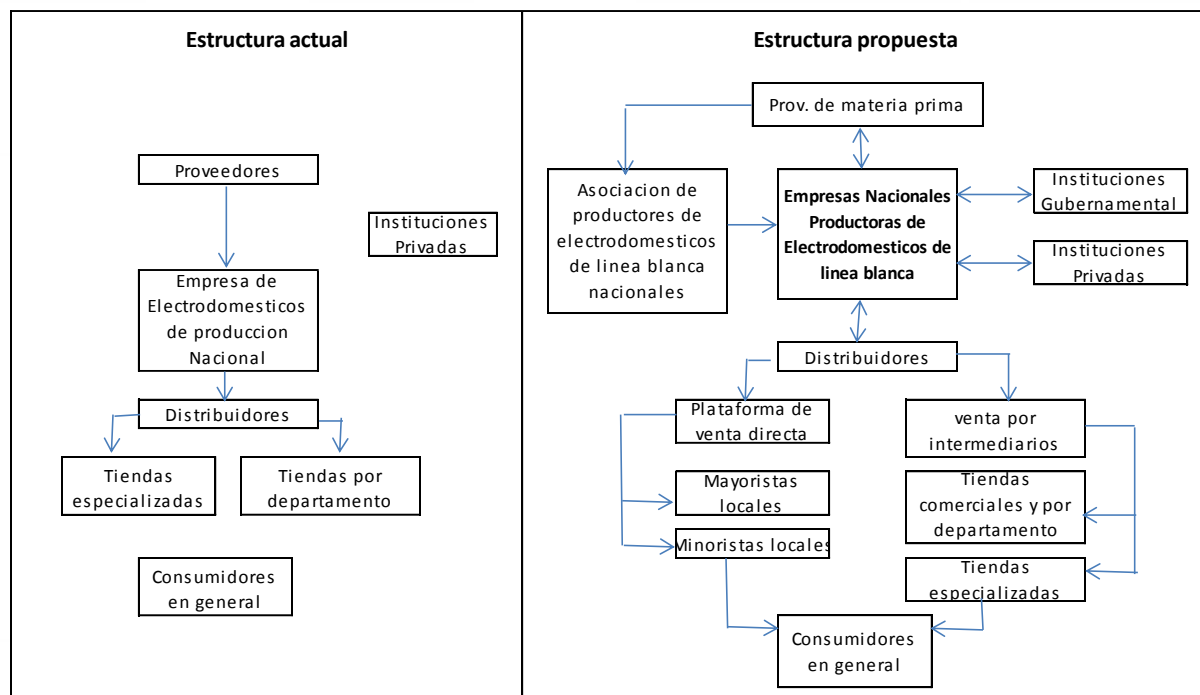 Estructura actual
Proveedores
Instituciones
Privadas
Empresa de
Electrodomesticos
de produccion
Nacional
Distribuidores
Tiendas
especializadas
Tiendas por
departamento
Consumidores
en general
Estructura propuesta
Prov. de materia prima
Asociacion de
productores de
electrodomesticos
de linea blanca
nacionales
Empresas Nacionales
Productoras de
Electrodomesticos de
linea blanca
Instituciones
Gubernamental
Instituciones
Privadas
Distribuidores
Plataforma de
venta directa
venta por
intermediarios
Mayoristas
locales
Tiendas
comerciales y por
departamento
Minoristas locales
Tiendas
especializadas
Consumidores
en general